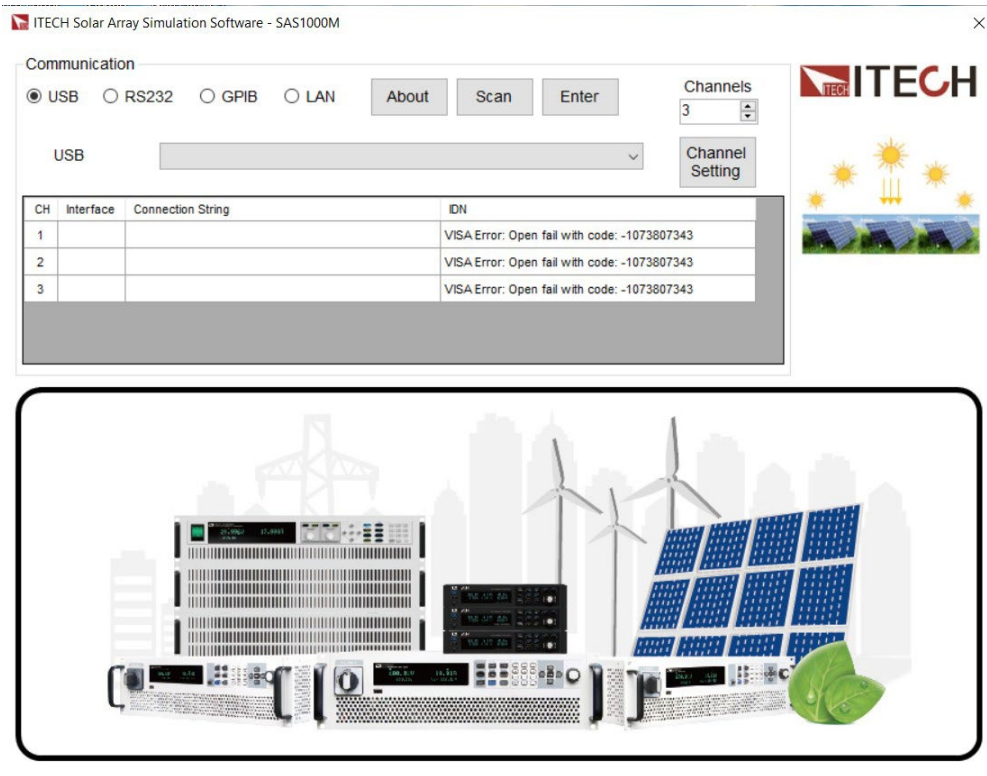 ITECH Solar Array Simulation Software - SAS1000M
Communication
USB RS232 GPIB LAN About Scan Enter
Channels
3
ITECH
USB
Channel
Setting
CH Interface Connection String IDN
1 VISA Error: Open fail with code: -1073807343
2 VISA Error: Open fail with code: -1073807343
3 VISA Error: Open fail with code: -1073807343